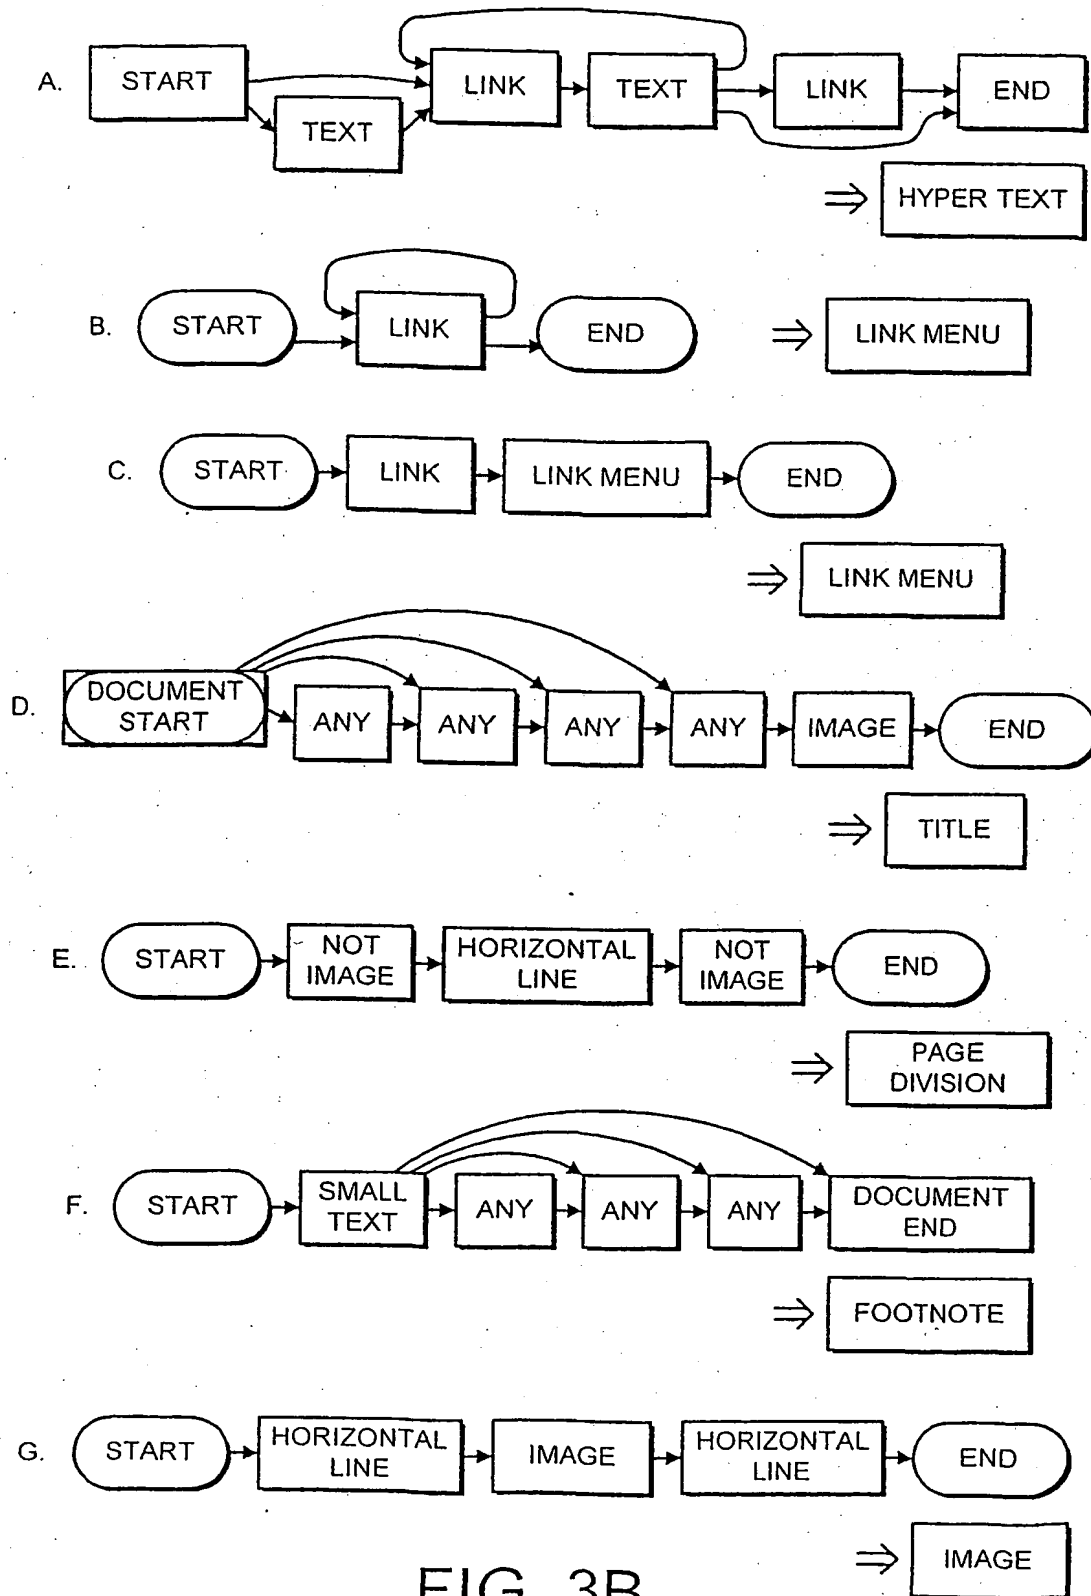 A. START TEXT LINK TEXT LINK END
⇒ HYPER TEXT
B. START LINK END ⇒ LINK MENU
C. START LINK LINK MENU END
⇒ LINK MENU
D. DOCUMENT
START ANY ANY ANY ANY IMAGE END
⇒ TITLE
E. START NOT
IMAGE HORIZONTAL
LINE NOT
IMAGE END
⇒ PAGE
DIVISION
F. START SMALL
TEXT ANY ANY ANY DOCUMENT
END
⇒ FOOTNOTE
G. START HORIZONTAL
LINE IMAGE HORIZONTAL
LINE END
⇒ IMAGE
FIG. 3B